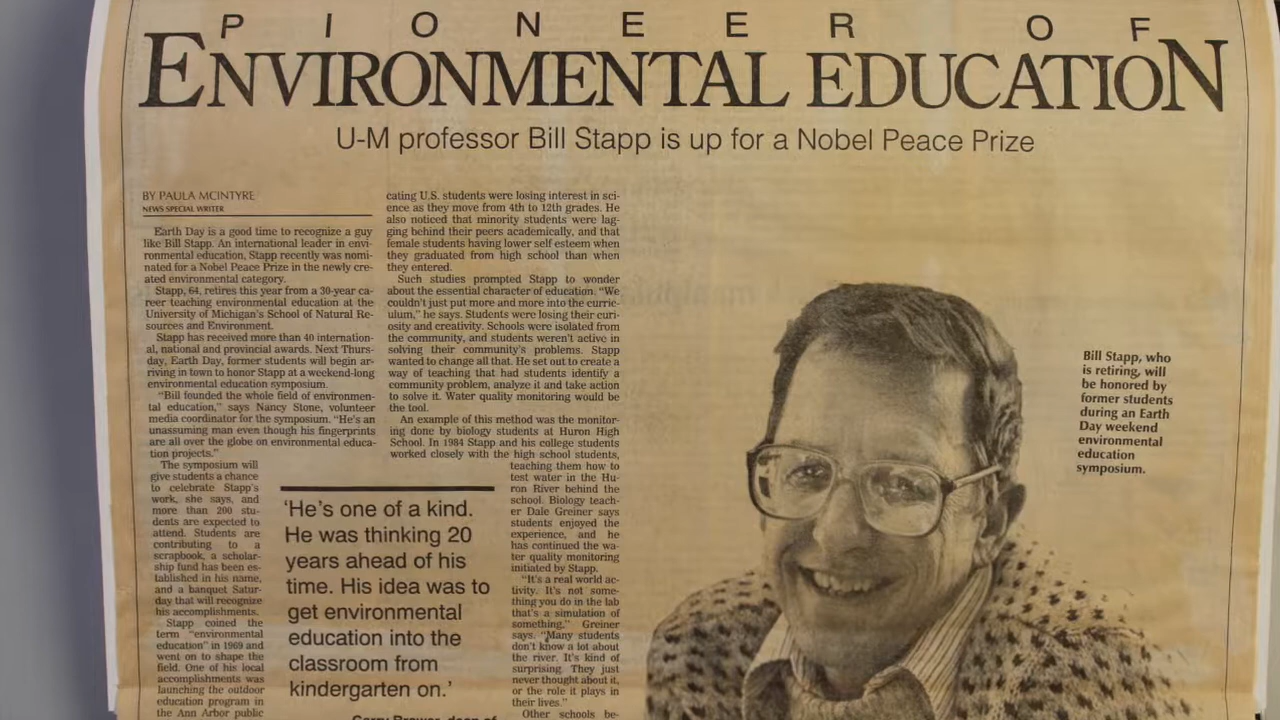 PIONEER OF
ENVIRONMENTAL EDUCATION
U-M professor Bill Stapp is up for a Nobel Peace Prize
BY PAULA MCINTYRE
NEWS SPECIAL WRITER
Earth Day is a good time to recognize a guy
like Bill Stapp. An international leader in envi-
ronmental education, Stapp recently was nomi-
nated for a Nobel Peace Prize in the newly cre-
ated environmental category.
Stapp, 64, retires this year from a 30-year ca-
reer teaching environmental education at the
University of Michigan's School of Natural Re-
sources and Environment.
Stapp has received more than 40 internation-
al, national and provincial awards. Next Thurs-
day, Earth Day, former students will begin ar-
riving in town to honor Stapp at a weekend-long
environmental education symposium.
"Bill founded the whole field of environmen-
tal education," says Nancy Stone, volunteer
media coordinator for the symposium. "He's an
unassuming man even though his fingerprints
are all over the globe on environmental educa-
tion projects."
The symposium will
give students a chance
to celebrate Stapp's
work, she says, and
more than 200 stu-
dents are expected to
attend. Students are
contributing to a
scrapbook, a scholar-
ship fund has been es-
tablished in his name,
and a banquet Satur-
day that will recognize
his accomplishments.
Stapp coined the
term "environmental
education" in 1969 and
went on to shape the
field. One of his local
accomplishments was
launching the outdoor
education program in
the Ann Arbor public
'He's one of a kind.
He was thinking 20
years ahead of his
time. His idea was to
get environmental
education into the
classroom from
kindergarten on.'
cating U.S. students were losing interest in sci-
ence as they move from 4th to 12th grades. He
also noticed that minority students were lag-
ging behind their peers academically, and that
female students having lower self esteem when
they graduated from high school than when
they entered.
Such studies prompted Stapp to wonder
about the essential character of education. "We
couldn't just put more and more into the curric-
ulum," he says. Students were losing their curi-
osity and creativity. Schools were isolated from
the community, and students weren't active in
solving their community's problems. Stapp
wanted to change all that. He set out to create a
way of teaching that had students identify a
community problem, analyze it and take action
to solve it. Water quality monitoring would be
the tool.
An example of this method was the monitor-
ing done by biology students at Huron High
School. In 1984 Stapp and his college students
worked closely with the high school students,
teaching them how to
test water in the Hu-
ron River behind the
school. Biology teach-
er Dale Greiner says
students enjoyed the
experience, and he
has continued the wa-
ter quality monitoring
initiated by Stapp.
"It's a real world ac-
tivity. It's not some-
thing you do in the lab
that's a simulation of
something," Greiner
says. "Many students
don't know a lot about
the river. It's kind of
surprising. They just
never thought about it,
or the role it plays in
their lives."
Other schools be-
Bill Stapp, who
is retiring, will
be honored by
former students
during an Earth
Day weekend
environmental
education
symposium.